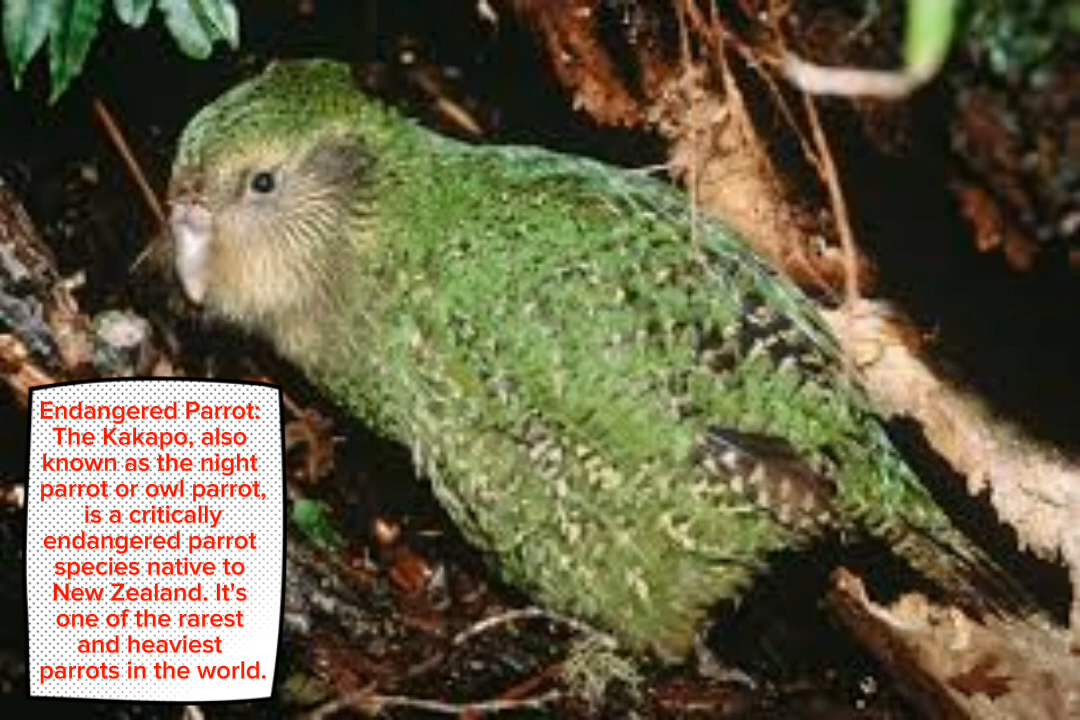 Endangered Parrot:
The Kakapo, also
known as the night
parrot or owl parrot,
is a critically
endangered parrot
species native to
New Zealand. It's
one of the rarest
and heaviest
parrots in the world.